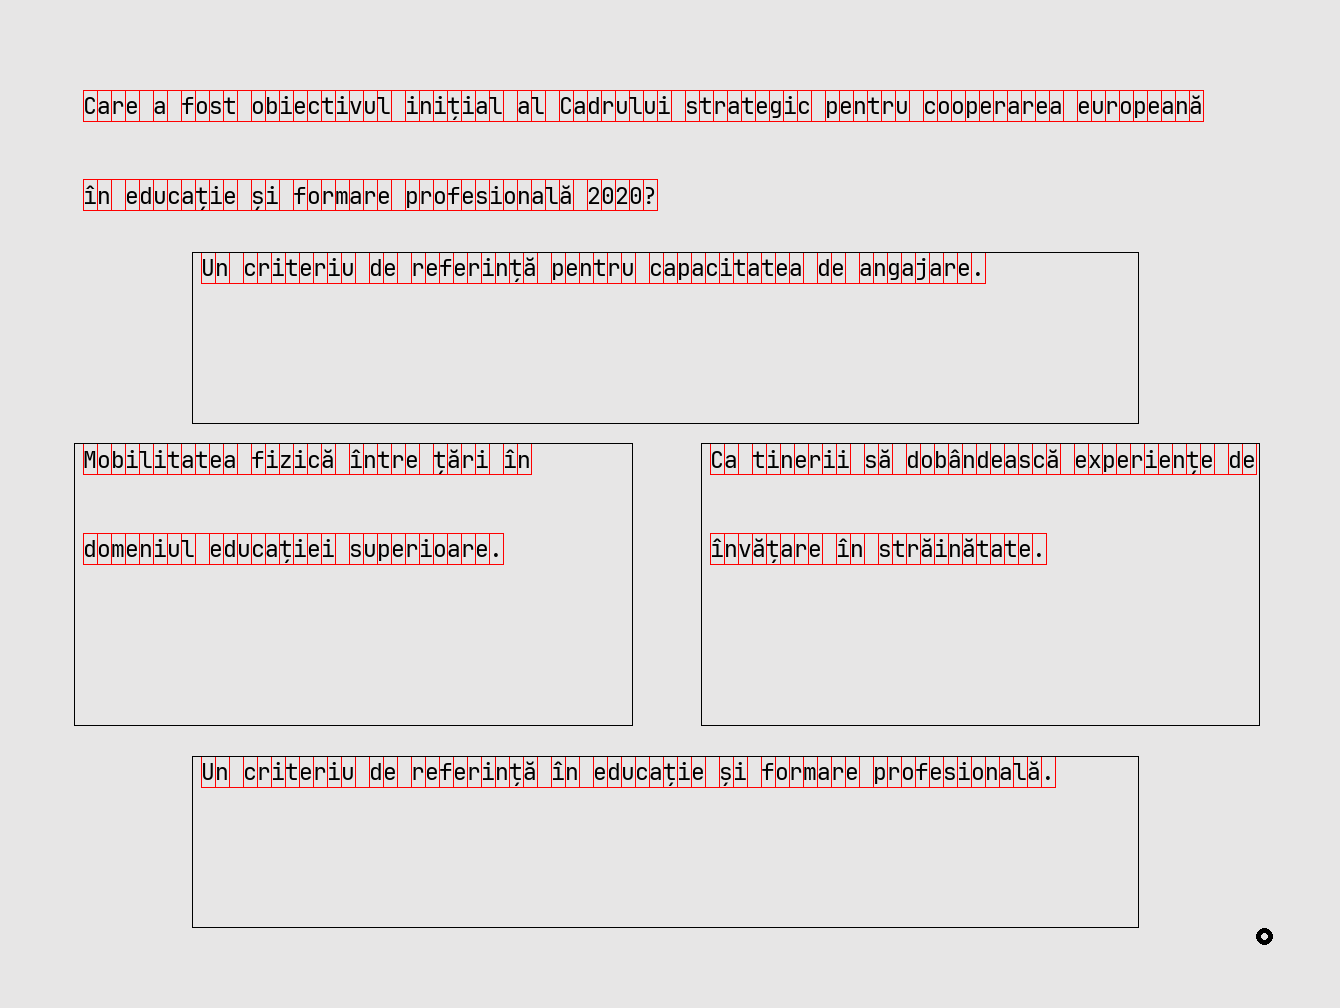 Care a fost obiectivul inițial al Cadrului strategic pentru cooperarea europeană
în educație și formare profesională 2020?
Un criteriu de referință pentru capacitatea de angajare.
Mobilitatea fizică între țări în
domeniul educației superioare.
Ca tinerii să dobândească experiențe de
învățare în străinătate.
Un criteriu de referință în educație și formare profesională.